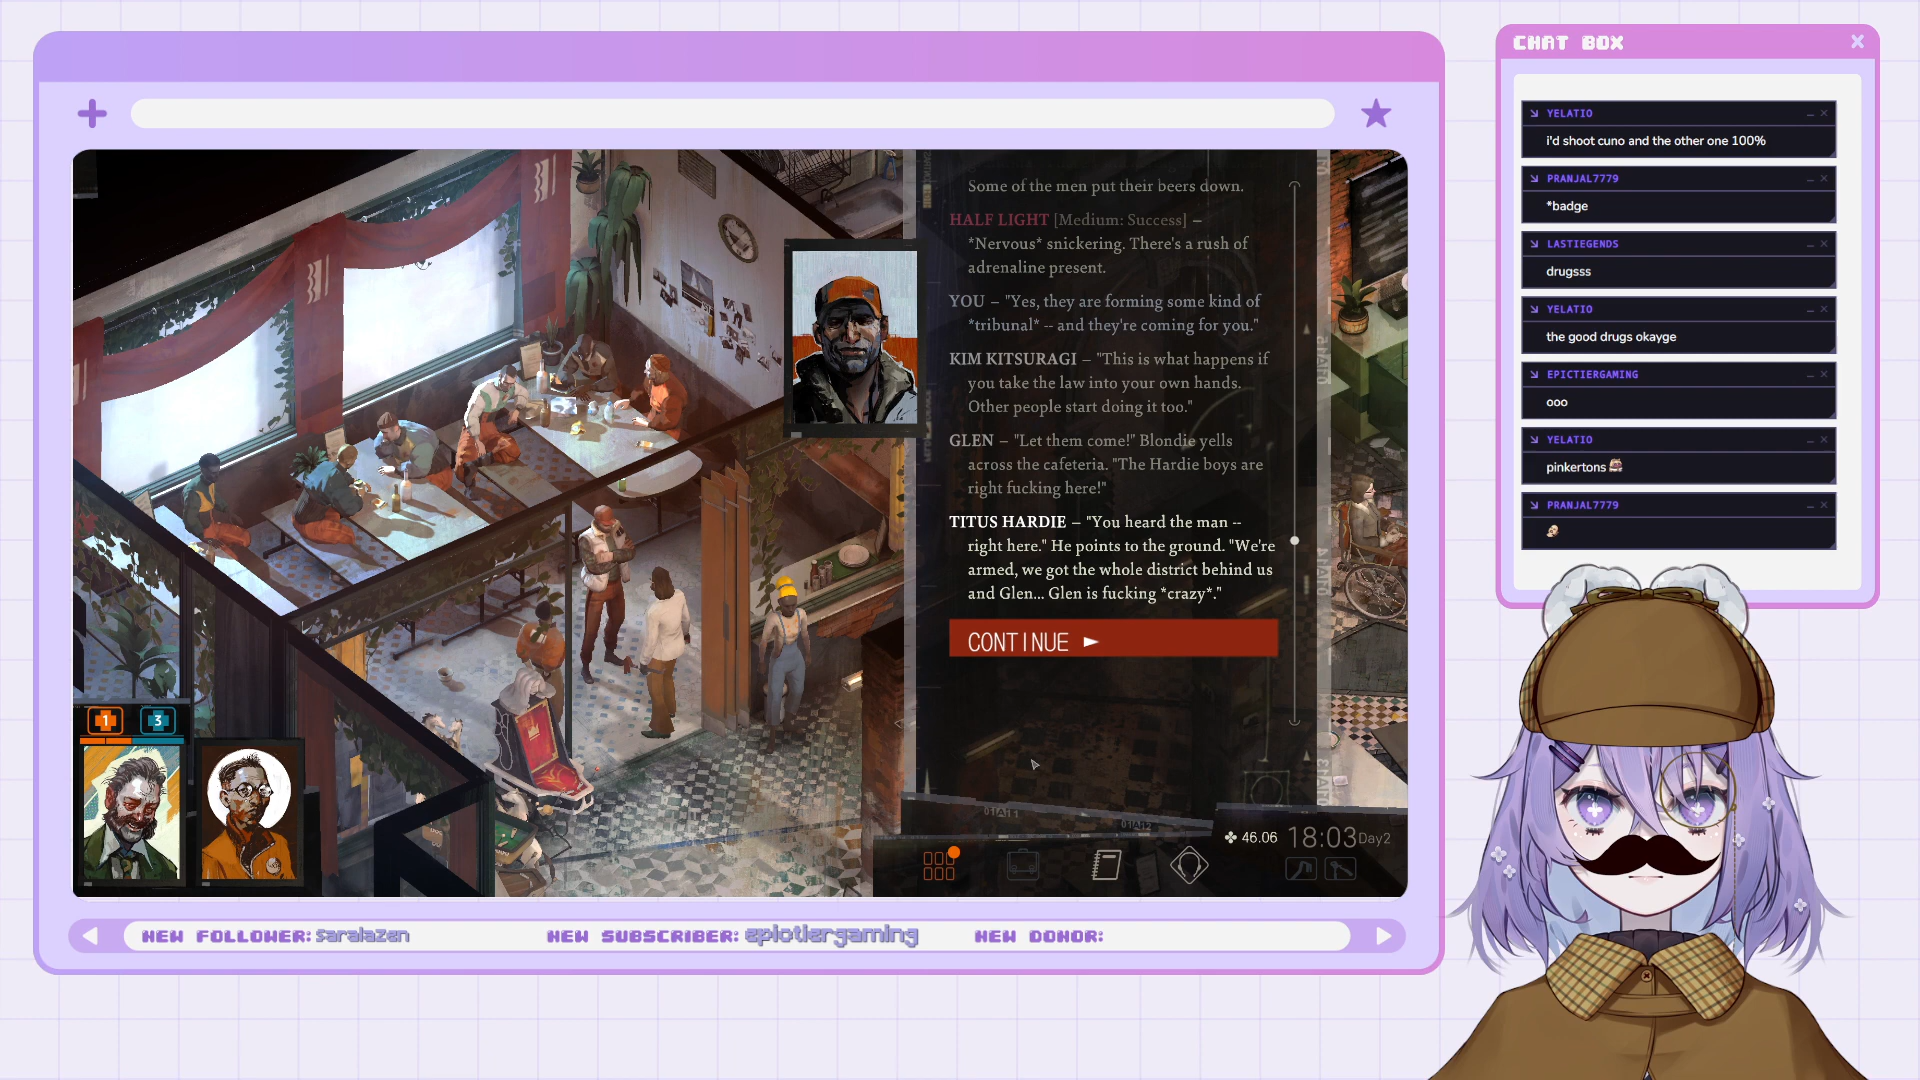 Some of the men put their beers down.
HALF LIGHT [Medium: Success] –
*Nervous* snickering. There's a rush of
adrenaline present.
YOU – "Yes, they are forming some kind of
*tribunal* -- and they're coming for you."
KIM KITSURAGI – "This is what happens if
you take the law into your own hands.
Other people start doing it too."
GLEN – "Let them come!" Blondie yells
across the cafeteria. "The Hardie boys are
right fucking here!"
TITUS HARDIE – "You heard the man --
right here." He points to the ground. "We're
armed, we got the whole district behind us
and Glen... Glen is fucking *crazy*."
CONTINUE
1
3
46.06
18:03 Day2
NEW FOLLOWER: saralazen
NEW SUBSCRIBER: epictiergaming
NEW DONOR:
CHAT BOX
YELATIO
i'd shoot cuno and the other one 100%
PRANJAL7779
*badge
LASTIEGENDS
drugsss
YELATIO
the good drugs okayge
EPICTIERGAMING
ooo
YELATIO
pinkertons
PRANJAL7779